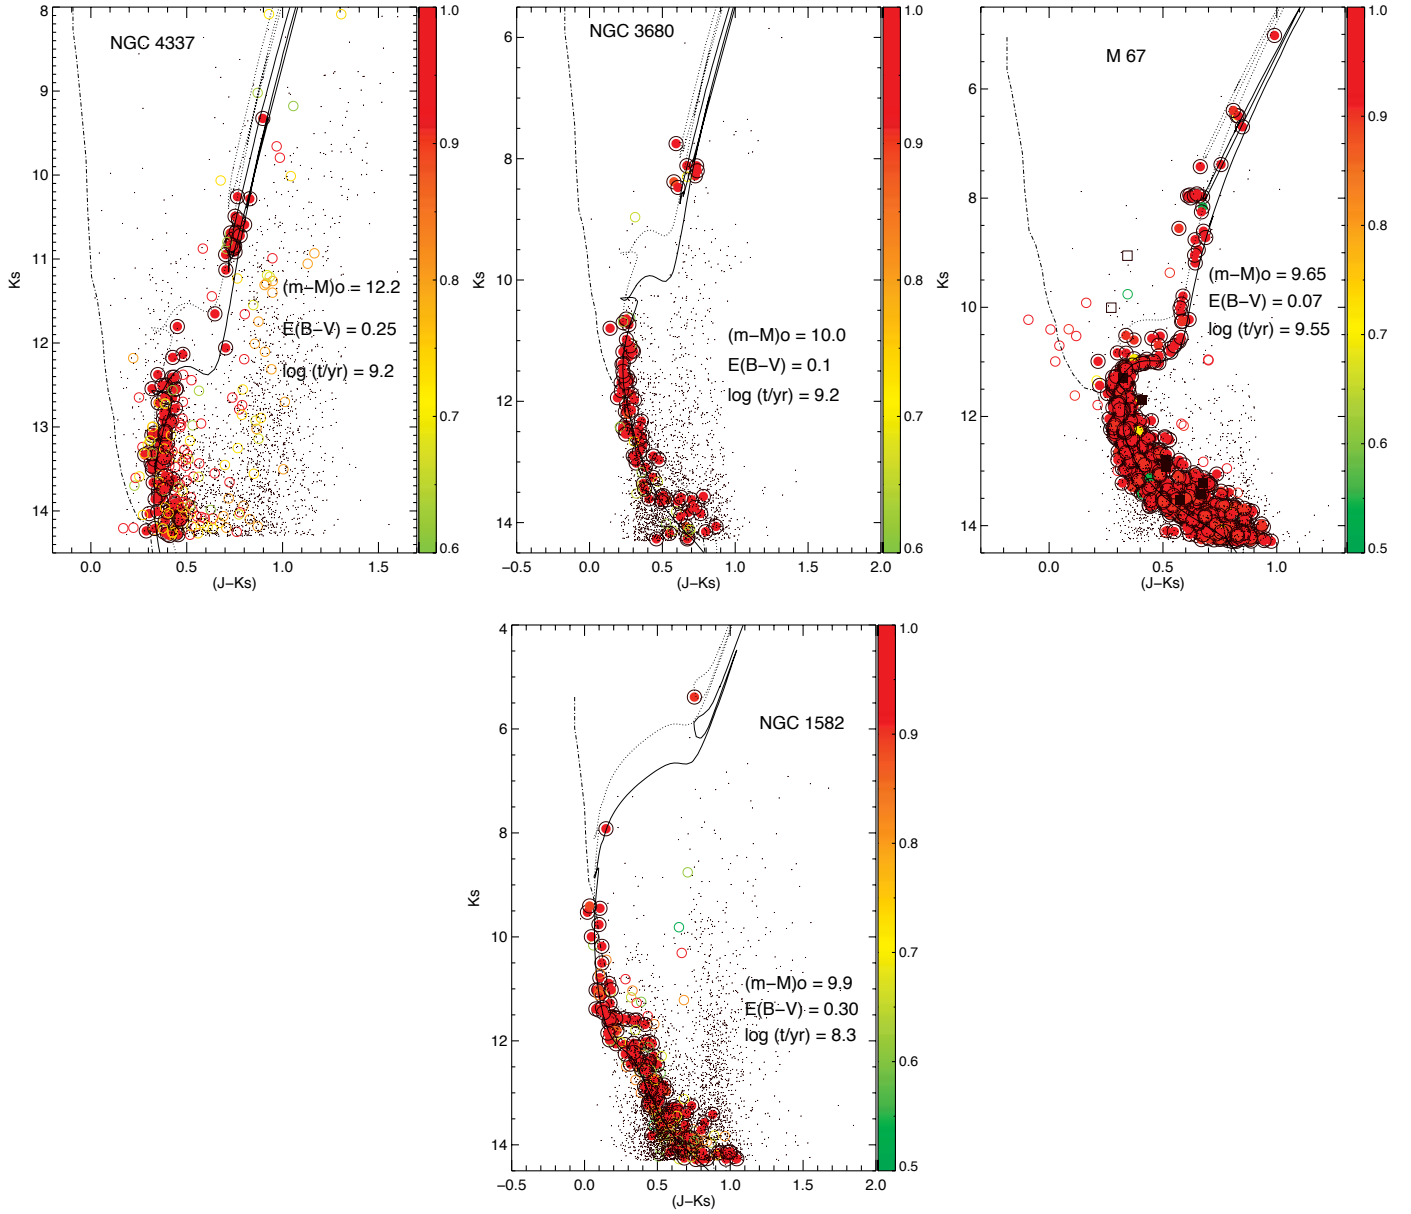 NGC 4337
8
9
10
11
12
13
14
Ks
0.0
0.5
1.0
1.5
(J−Ks)
(m−M)o = 12.2
E(B−V) = 0.25
log (t/yr) = 9.2
1.0
0.9
0.8
0.7
0.6
NGC 3680
6
8
10
12
14
Ks
−0.5
0.0
0.5
1.0
1.5
2.0
(J−Ks)
(m−M)o = 10.0
E(B−V) = 0.1
log (t/yr) = 9.2
1.0
0.9
0.8
0.7
0.6
M 67
6
8
10
12
14
Ks
0.0
0.5
1.0
(J−Ks)
(m−M)o = 9.65
E(B−V) = 0.07
log (t/yr) = 9.55
1.0
0.9
0.8
0.7
0.6
0.5
NGC 1582
4
6
8
10
12
14
Ks
−0.5
0.0
0.5
1.0
1.5
2.0
(J−Ks)
(m−M)o = 9.9
E(B−V) = 0.30
log (t/yr) = 8.3
1.0
0.9
0.8
0.7
0.6
0.5